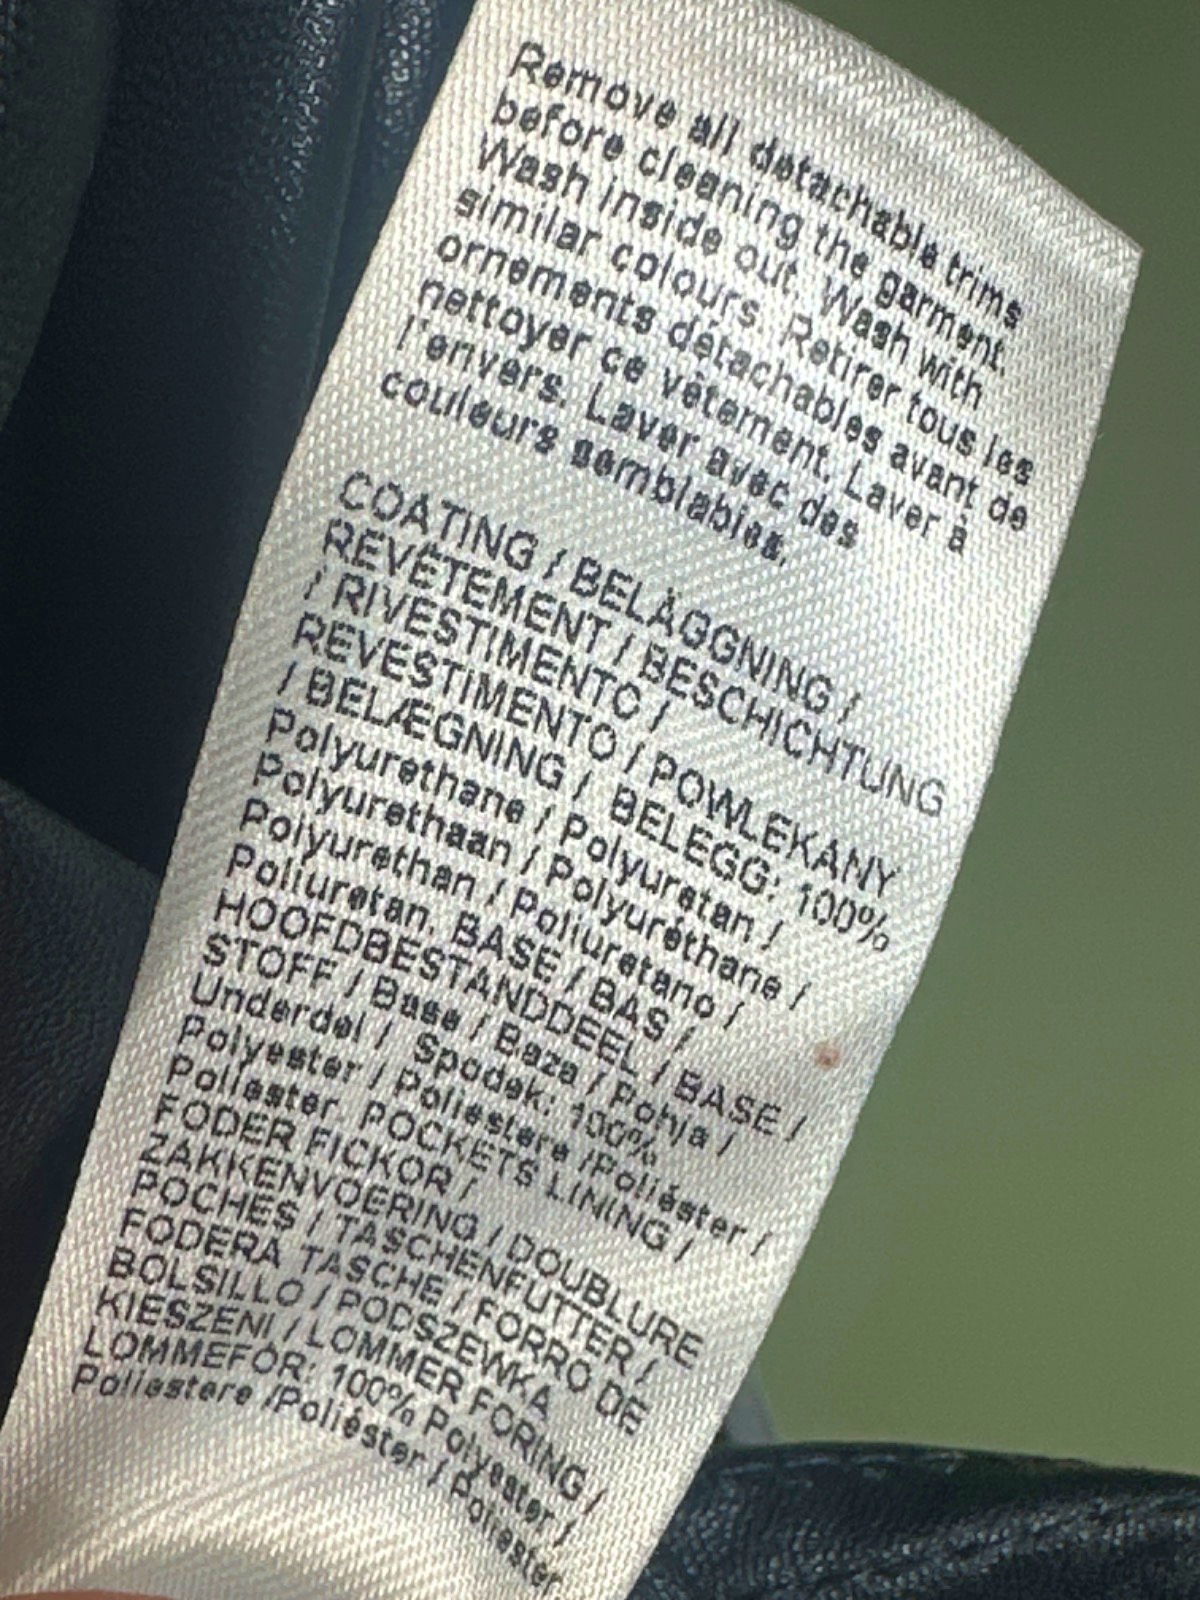 Remove all detachable trims
before cleaning the garment.
Wash inside out. Wash with
similar colours. Retirer tous les
ornements détachables avant de
nettoyer ce vêtement. Laver à
l'envers. Laver avec des
couleurs semblables.
COATING / BELÄGGNING /
REVÊTEMENT / BESCHICHTUNG
/ RIVESTIMENTO /
REVESTIMENTO / POWLEKANY
/ BELÆGNING / BELEGG: 100%
Polyurethane / Polyuretan /
Polyurethaan / Polyuréthane /
Polyurethan / Poliuretano /
Poliuretan. BASE / BAS /
HOOFDBESTANDDEEL / BASE /
STOFF / Base / Baza / Pohja /
Underdel / Spodek: 100%
Polyester / Poliestere /Poliéster /
Poliester. POCKETS LINING /
FODER FICKOR /
ZAKKENVOERING / DOUBLURE
POCHES / TASCHENFUTTER /
FODERA TASCHE / FORRO DE
BOLSILLO / PODSZEWKA
KIESZENI / LOMMER FORING /
LOMMEFÔR: 100% Polyester /
Poliestere /Poliéster / Poliester